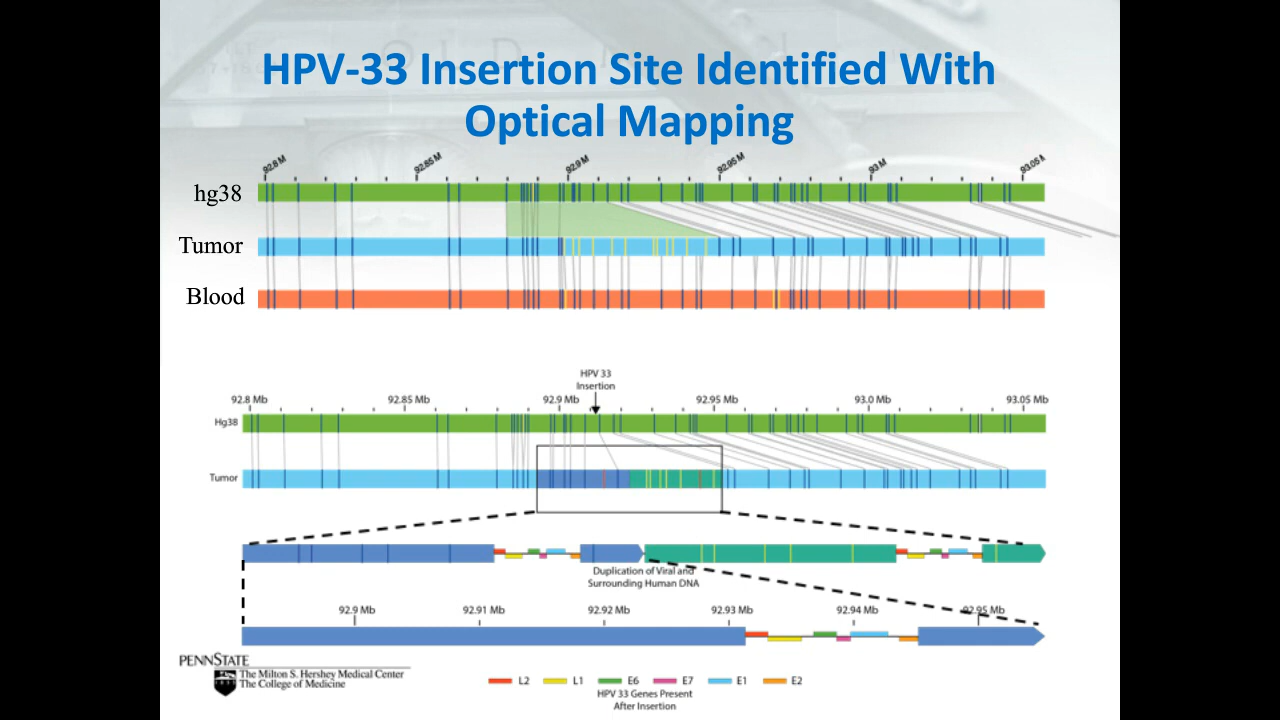 HPV-33 Insertion Site Identified With
Optical Mapping
92.8 M
92.85 M
92.9 M
92.95 M
93 M
93.05 M
hg38
Tumor
Blood
HPV 33
Insertion
92.8 Mb
92.85 Mb
92.9 Mb
92.95 Mb
93.0 Mb
93.05 Mb
Hg38
Tumor
Duplication of Viral and
Surrounding Human DNA
92.9 Mb
92.91 Mb
92.92 Mb
92.93 Mb
92.94 Mb
92.95 Mb
PENNSTATE
The Milton S. Hershey Medical Center
The College of Medicine
L2
L1
E6
E7
E1
E2
HPV 33 Genes Present
After Insertion